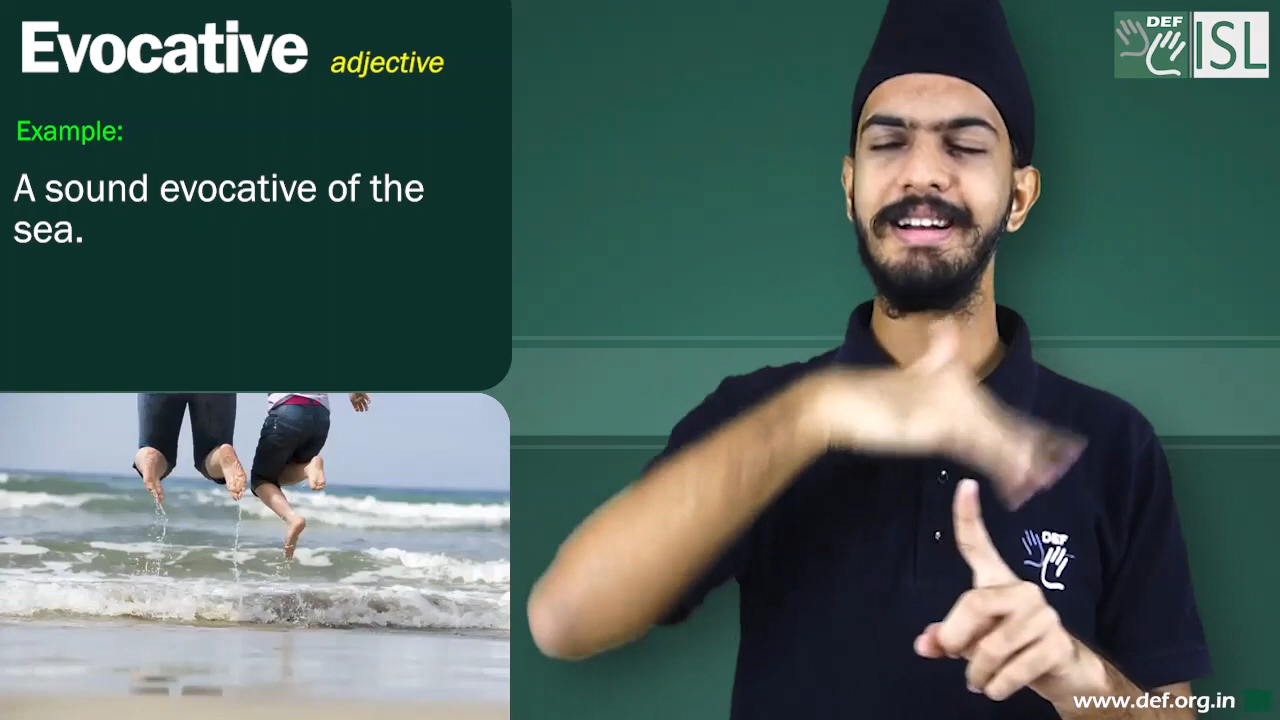 Evocative adjective
Example:
A sound evocative of the
sea.
DEF
ISL
DEF
www.def.org.in